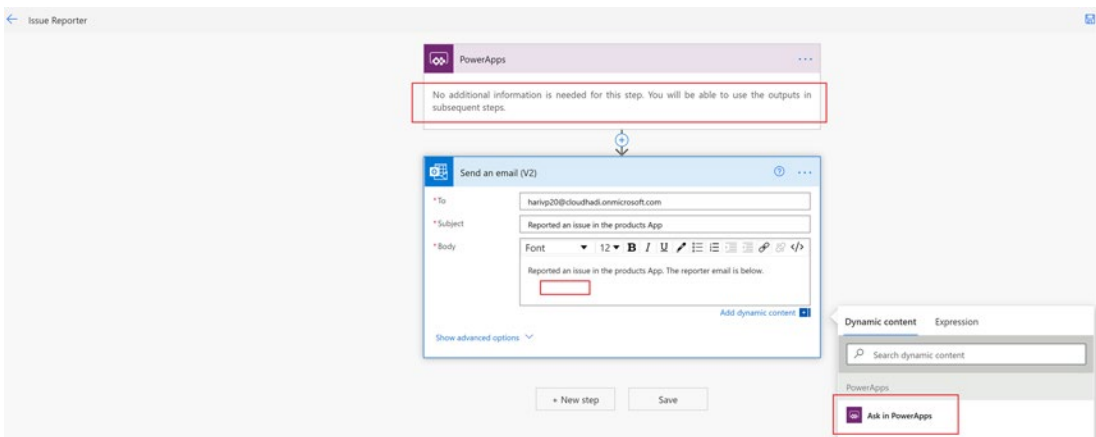 Issue Reporter
PowerApps
No additional information is needed for this step. You will be able to use the outputs in
subsequent steps.
Send an email (V2)
*To
harivp20@cloudhadi.onmicrosoft.com
*Subject
Reported an issue in the products App
*Body
Font 12 B I U </>
Reported an issue in the products App. The reporter email is below.
Add dynamic content +
Show advanced options
+ New step
Save
Dynamic content
Expression
Search dynamic content
PowerApps
Ask in PowerApps